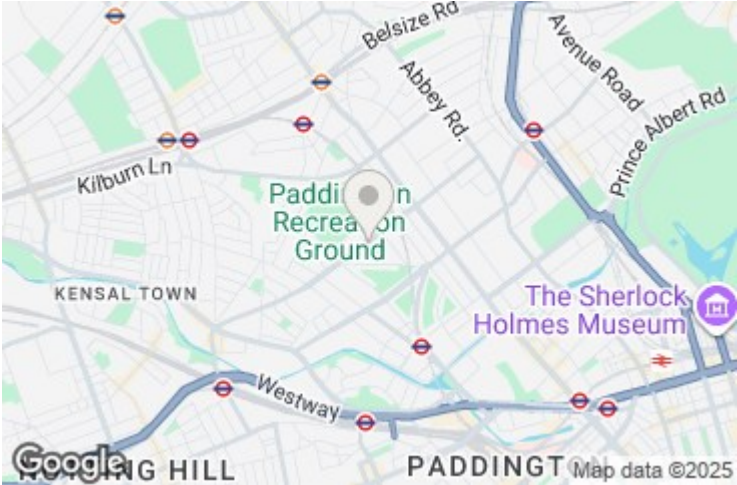 Belsize Rd
Avenue Road
Abbey Rd.
Prince Albert Rd
Kilburn Ln
Recreation
Ground
KENSAL TOWN
The Sherlock
Holmes Museum
Westway
Google
HILL
PADDINGTON
Map data ©2025